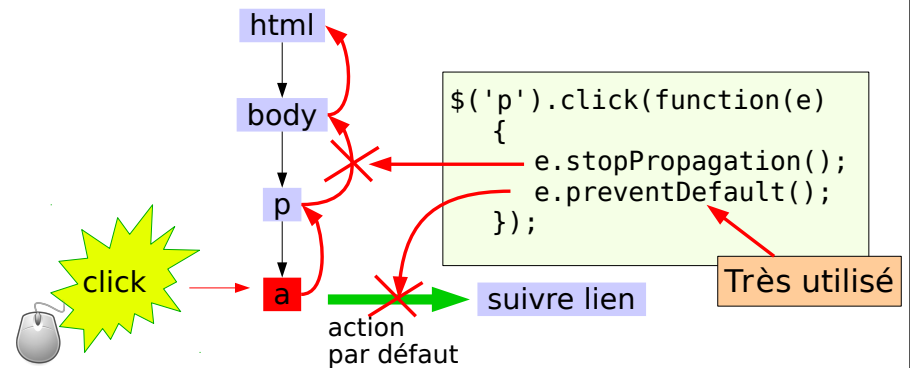 html
body
p
click
a
$('p').click(function(e)
{
e.stopPropagation();
e.preventDefault();
});
Très utilisé
suivre lien
action
par défaut